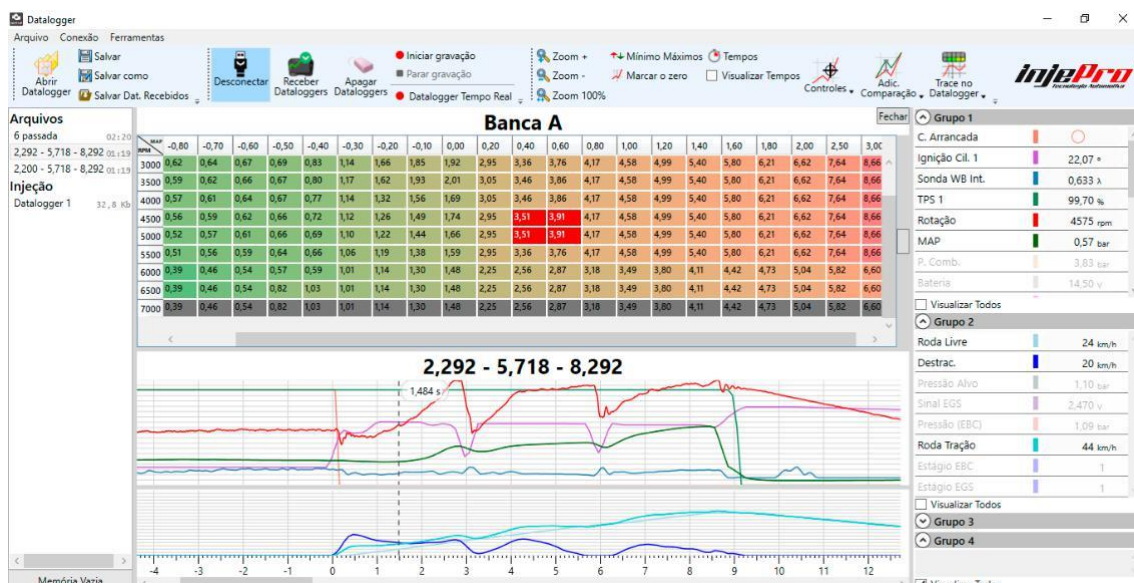 Datalogger
Arquivo Conexão Ferramentas
Abrir Datalogger
Salvar
Salvar como
Salvar Dat. Recebidos
Desconectar
Receber Dataloggers
Apagar Dataloggers
Iniciar gravação
Parar gravação
Datalogger Tempo Real
Zoom +
Zoom -
Zoom 100%
Mínimo Máximos
Marcar o zero
Tempos
Visualizar Tempos
Controles
Adic. Comparação
Trace no Datalogger
injePro
Tecnologia Automotiva
Arquivos
6 passada 02:20
2,292 - 5,718 - 8,292 01:19
2,200 - 5,718 - 8,292 01:19
Injeção
Datalogger 1 32,8 Kb
Memória Vazia
Banca A
Fechar
MAP
RPM
-0,80 -0,70 -0,60 -0,50 -0,40 -0,30 -0,20 -0,10 0,00 0,20 0,40 0,60 0,80 1,00 1,20 1,40 1,60 1,80 2,00 2,50
3000 0,62 0,64 0,67 0,69 0,83 1,14 1,66 1,85 1,92 2,95 3,36 3,76 4,17 4,58 4,99 5,40 5,80 6,21 6,62 7,64 8,66
3500 0,59 0,62 0,66 0,67 0,80 1,17 1,62 1,93 2,01 3,05 3,46 3,86 4,17 4,58 4,99 5,40 5,80 6,21 6,62 7,64 8,66
4000 0,57 0,61 0,64 0,67 0,77 1,14 1,32 1,56 1,69 3,05 3,46 3,86 4,17 4,58 4,99 5,40 5,80 6,21 6,62 7,64 8,66
4500 0,56 0,59 0,62 0,66 0,72 1,12 1,26 1,49 1,74 2,95 3,51 3,91 4,17 4,58 4,99 5,40 5,80 6,21 6,62 7,64 8,66
5000 0,52 0,57 0,61 0,66 0,69 1,10 1,22 1,44 1,66 2,95 3,51 3,91 4,17 4,58 4,99 5,40 5,80 6,21 6,62 7,64 8,66
5500 0,51 0,56 0,59 0,64 0,66 1,06 1,19 1,38 1,59 2,95 3,36 3,76 4,17 4,58 4,99 5,40 5,80 6,21 6,62 7,64 8,66
6000 0,39 0,46 0,54 0,57 0,59 1,01 1,14 1,30 1,48 2,25 2,56 2,87 3,18 3,49 3,80 4,11 4,42 4,73 5,04 5,82 6,60
6500 0,39 0,46 0,54 0,82 1,03 1,01 1,14 1,30 1,48 2,25 2,56 2,87 3,18 3,49 3,80 4,11 4,42 4,73 5,04 5,82 6,60
7000 0,39 0,46 0,54 0,82 1,03 1,01 1,14 1,30 1,48 2,25 2,56 2,87 3,18 3,49 3,80 4,11 4,42 4,73 5,04 5,82 6,60
2,292 - 5,718 - 8,292
1,484 s
-4 -3 -2 -1 0 1 2 3 4 5 6 7 8 9 10 11 12
Grupo 1
C. Arrancada
Ignição Cil. 1 22,07 °
Sonda WB Int. 0,633 λ
TPS 1 99,70 %
Rotação 4575 rpm
MAP 0,57 bar
P. Comb. 3,83 bar
Bateria 14,50 v
Visualizar Todos
Grupo 2
Roda Livre 24 km/h
Destrac. 20 km/h
Pressão Alvo 1,10 bar
Sinal EGS 2,470 v
Pressão (EBC) 1,09 bar
Roda Tração 44 km/h
Estágio EBC 1
Estágio EGS 1
Visualizar Todos
Grupo 3
Grupo 4